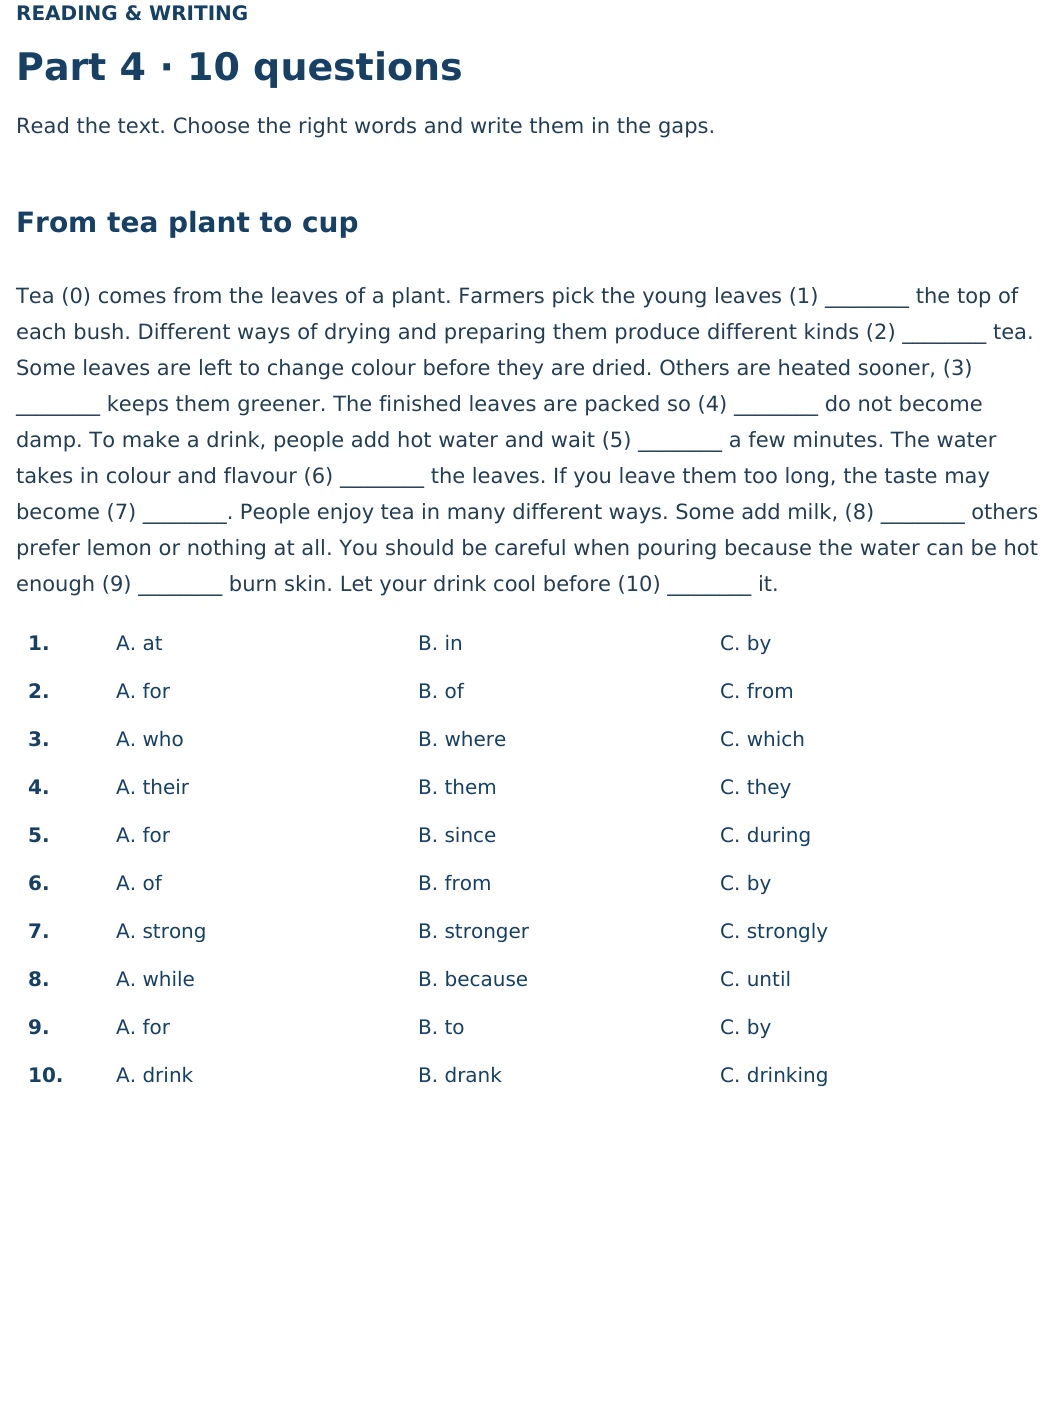 READING & WRITING
Part 4 · 10 questions
Read the text. Choose the right words and write them in the gaps.
From tea plant to cup
Tea (0) comes from the leaves of a plant. Farmers pick the young leaves (1) ________ the top of
each bush. Different ways of drying and preparing them produce different kinds (2) ________ tea.
Some leaves are left to change colour before they are dried. Others are heated sooner, (3)
________ keeps them greener. The finished leaves are packed so (4) ________ do not become
damp. To make a drink, people add hot water and wait (5) ________ a few minutes. The water
takes in colour and flavour (6) ________ the leaves. If you leave them too long, the taste may
become (7) ________. People enjoy tea in many different ways. Some add milk, (8) ________ others
prefer lemon or nothing at all. You should be careful when pouring because the water can be hot
enough (9) ________ burn skin. Let your drink cool before (10) ________ it.
1. A. at B. in C. by
2. A. for B. of C. from
3. A. who B. where C. which
4. A. their B. them C. they
5. A. for B. since C. during
6. A. of B. from C. by
7. A. strong B. stronger C. strongly
8. A. while B. because C. until
9. A. for B. to C. by
10. A. drink B. drank C. drinking